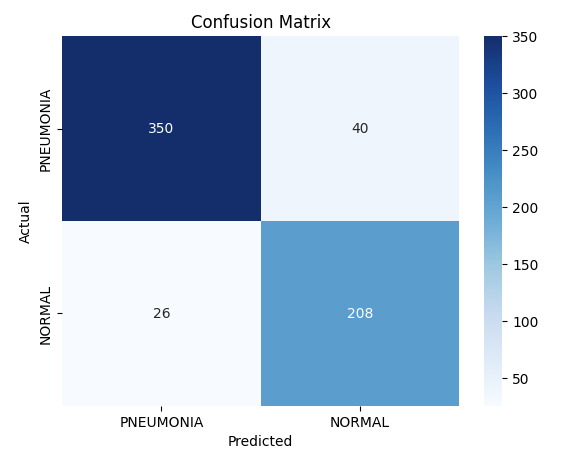 Confusion Matrix
PNEUMONIA
NORMAL
Actual
350
40
26
208
PNEUMONIA
NORMAL
Predicted
350
300
250
200
150
100
50